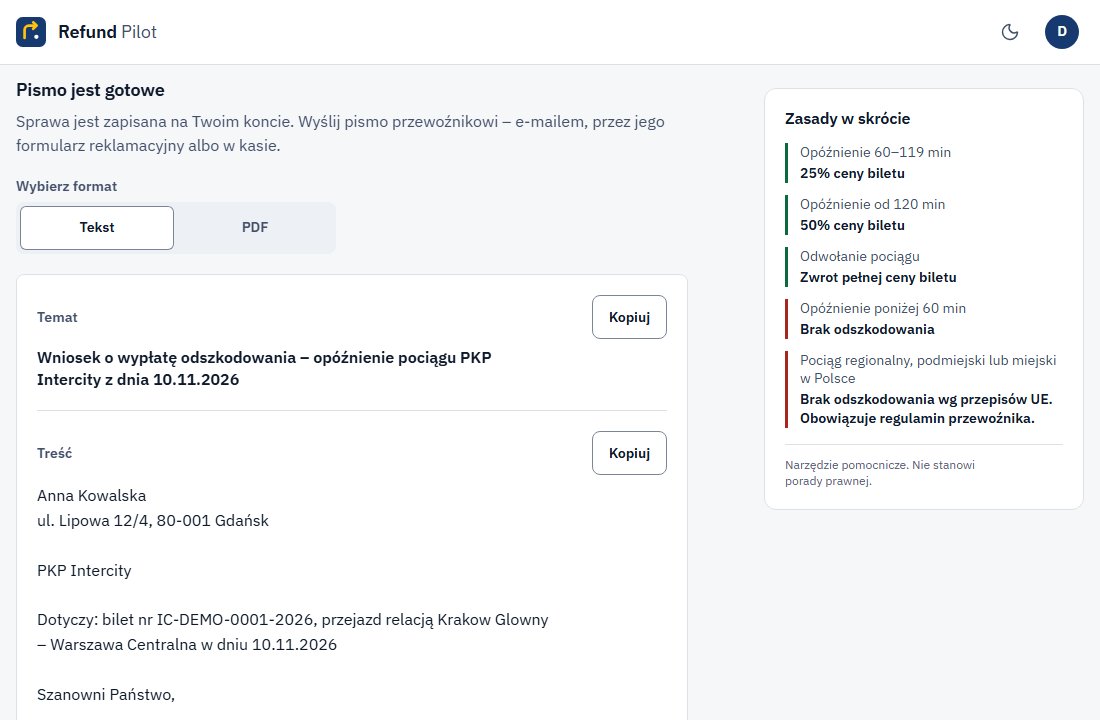 Refund Pilot
D
Pismo jest gotowe
Sprawa jest zapisana na Twoim koncie. Wyślij pismo przewoźnikowi – e-mailem, przez jego
formularz reklamacyjny albo w kasie.
Wybierz format
Tekst
PDF
Temat
Kopiuj
Wniosek o wypłatę odszkodowania – opóźnienie pociągu PKP
Intercity z dnia 10.11.2026
Treść
Kopiuj
Anna Kowalska
ul. Lipowa 12/4, 80-001 Gdańsk
PKP Intercity
Dotyczy: bilet nr IC-DEMO-0001-2026, przejazd relacją Krakow Glowny
– Warszawa Centralna w dniu 10.11.2026
Szanowni Państwo,
Zasady w skrócie
Opóźnienie 60–119 min
25% ceny biletu
Opóźnienie od 120 min
50% ceny biletu
Odwołanie pociągu
Zwrot pełnej ceny biletu
Opóźnienie poniżej 60 min
Brak odszkodowania
Pociąg regionalny, podmiejski lub miejski
w Polsce
Brak odszkodowania wg przepisów UE.
Obowiązuje regulamin przewoźnika.
Narzędzie pomocnicze. Nie stanowi
porady prawnej.